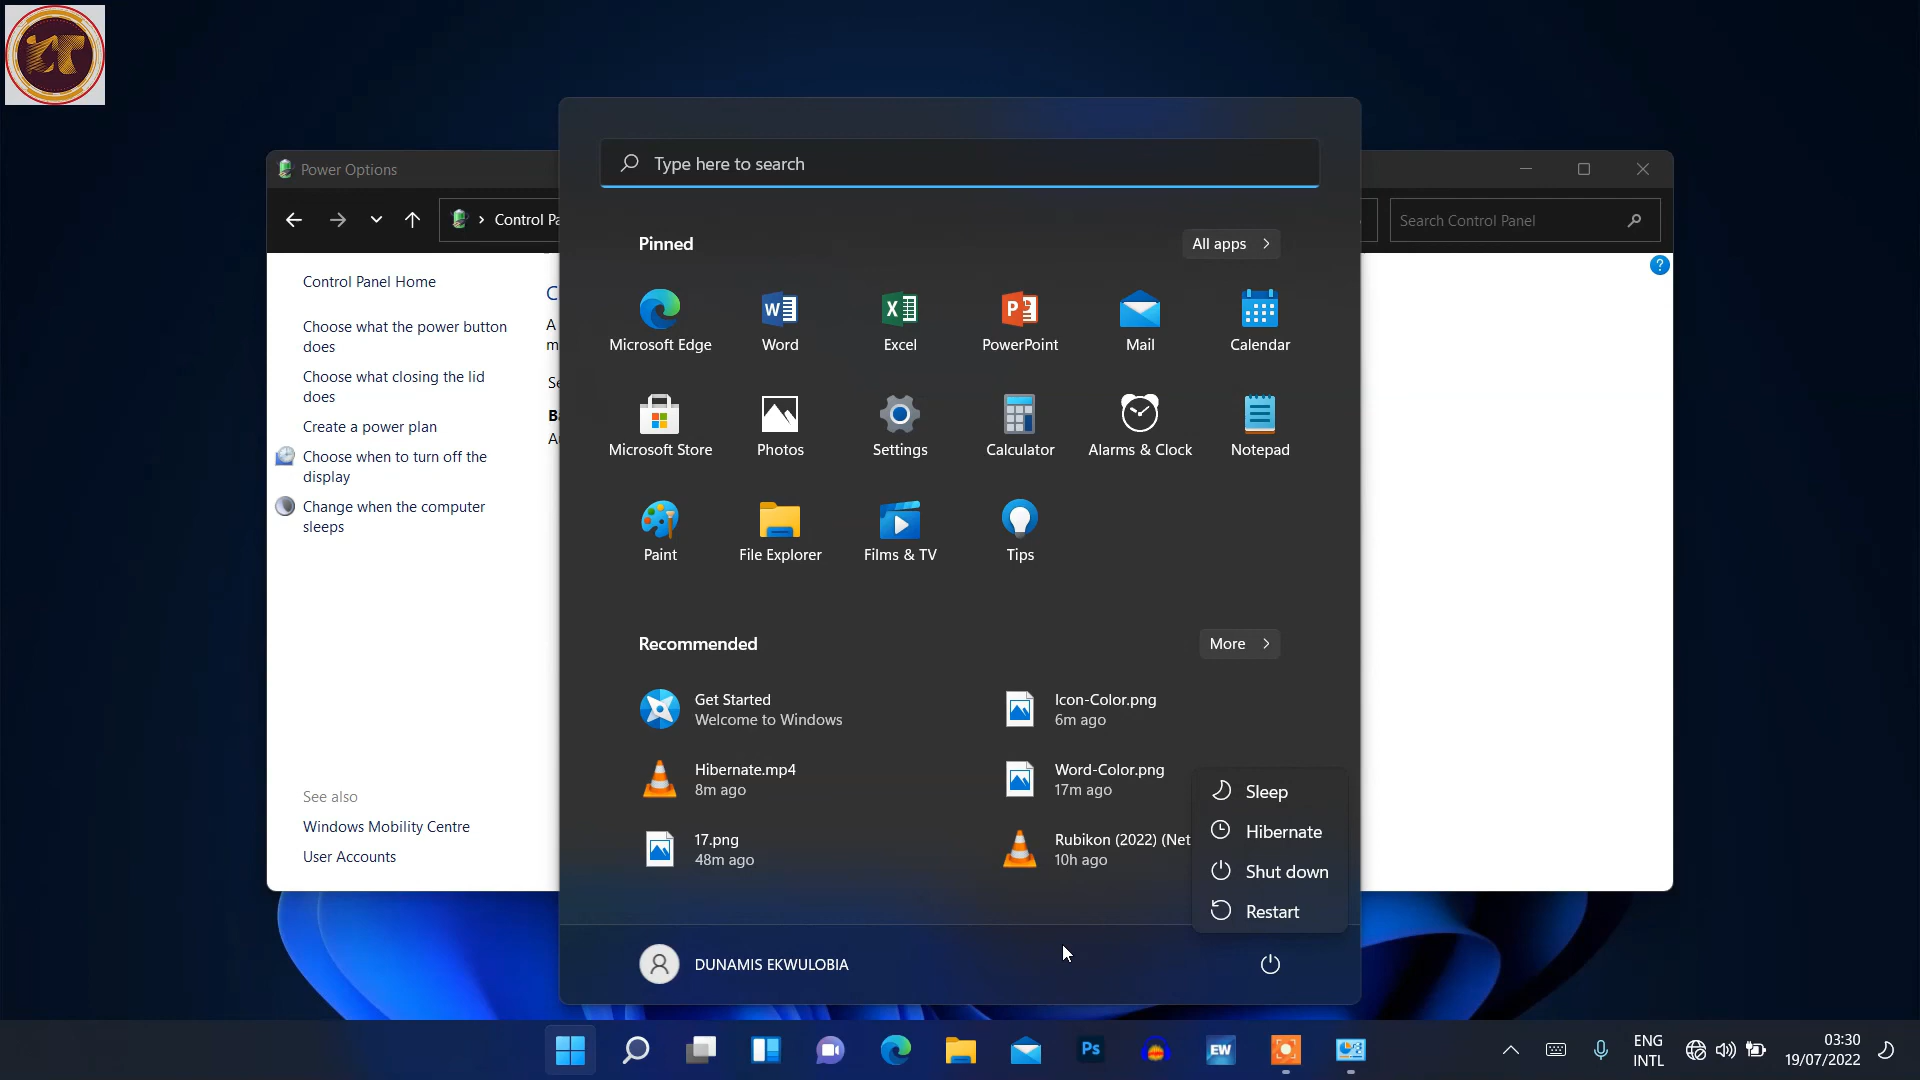 Power Options
Control Pa
Search Control Panel
Control Panel Home
Choose what the power button
does
Choose what closing the lid
does
Create a power plan
Choose when to turn off the
display
Change when the computer
sleeps
See also
Windows Mobility Centre
User Accounts
C
A
m
Se
B
A
Type here to search
Pinned
All apps
Microsoft Edge
Word
Excel
PowerPoint
Mail
Calendar
Microsoft Store
Photos
Settings
Calculator
Alarms & Clock
Notepad
Paint
File Explorer
Films & TV
Tips
Recommended
More
Get Started
Welcome to Windows
Icon-Color.png
6m ago
Hibernate.mp4
8m ago
Word-Color.png
17m ago
17.png
48m ago
Rubikon (2022) (Net
10h ago
Sleep
Hibernate
Shut down
Restart
DUNAMIS EKWULOBIA
Ps
EW
ENG
INTL
03:30
19/07/2022